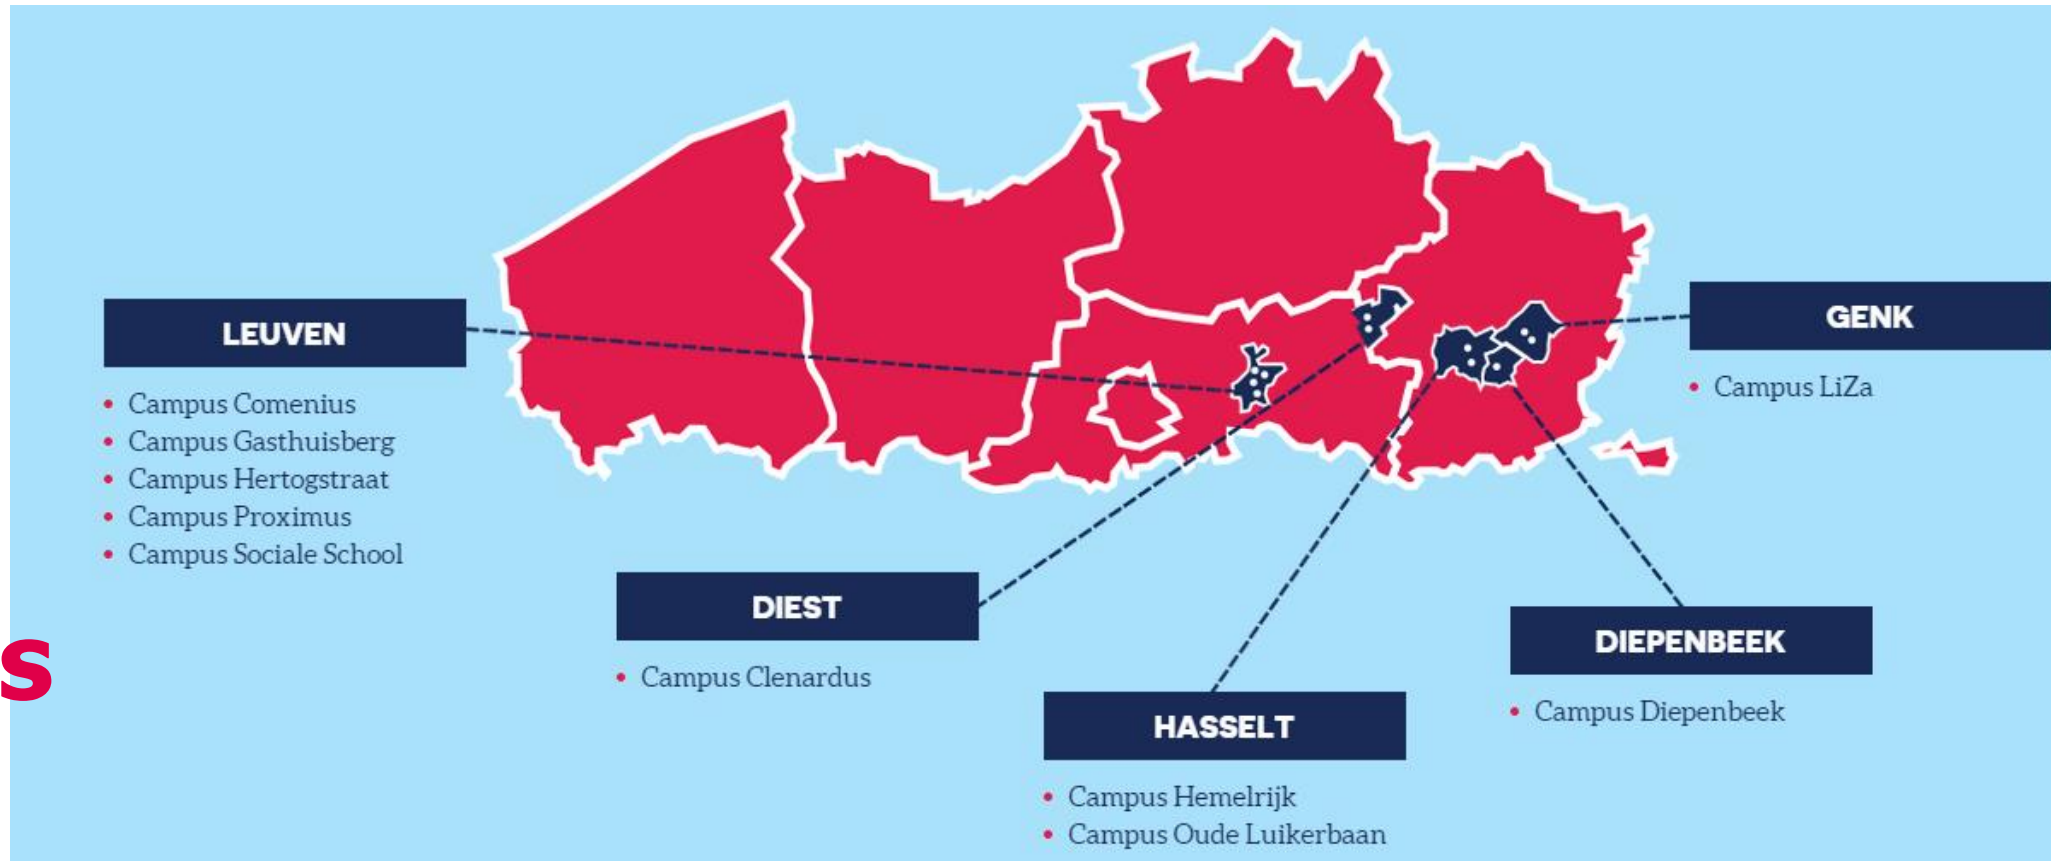 LEUVEN
Campus Comenius
Campus Gasthuisberg
Campus Hertogstraat
Campus Proximus
Campus Sociale School
s
DIEST
Campus Clenardus
HASSELT
Campus Hemelrijk
Campus Oude Luikerbaan
DIEPENBEEK
Campus Diepenbeek
GENK
Campus LiZa